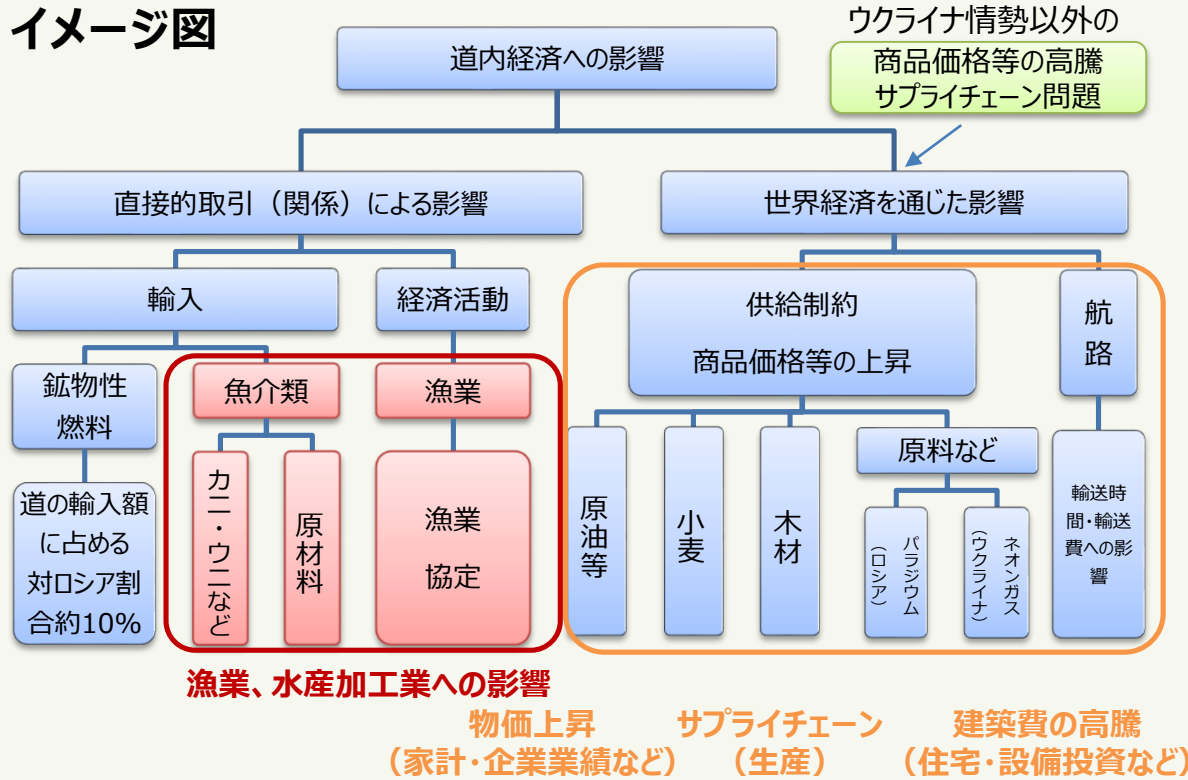 イメージ図
ウクライナ情勢以外の
商品価格等の高騰
サプライチェーン問題
道内経済への影響
直接的取引（関係）による影響
世界経済を通じた影響
輸入
経済活動
供給制約
商品価格等の上昇
航
路
鉱物性
燃料
魚介類
漁業
原料など
道の輸入額
に占める
対ロシア割
合約10%
カニ・ウニなど
原材料
漁業
協定
原油等
小麦
木材
パラジウム
（ロシア）
ネオンガス
（ウクライナ）
輸送時
間・輸送
費への影
響
漁業、水産加工業への影響
物価上昇
（家計・企業業績など）
サプライチェーン
（生産）
建築費の高騰
（住宅・設備投資など）